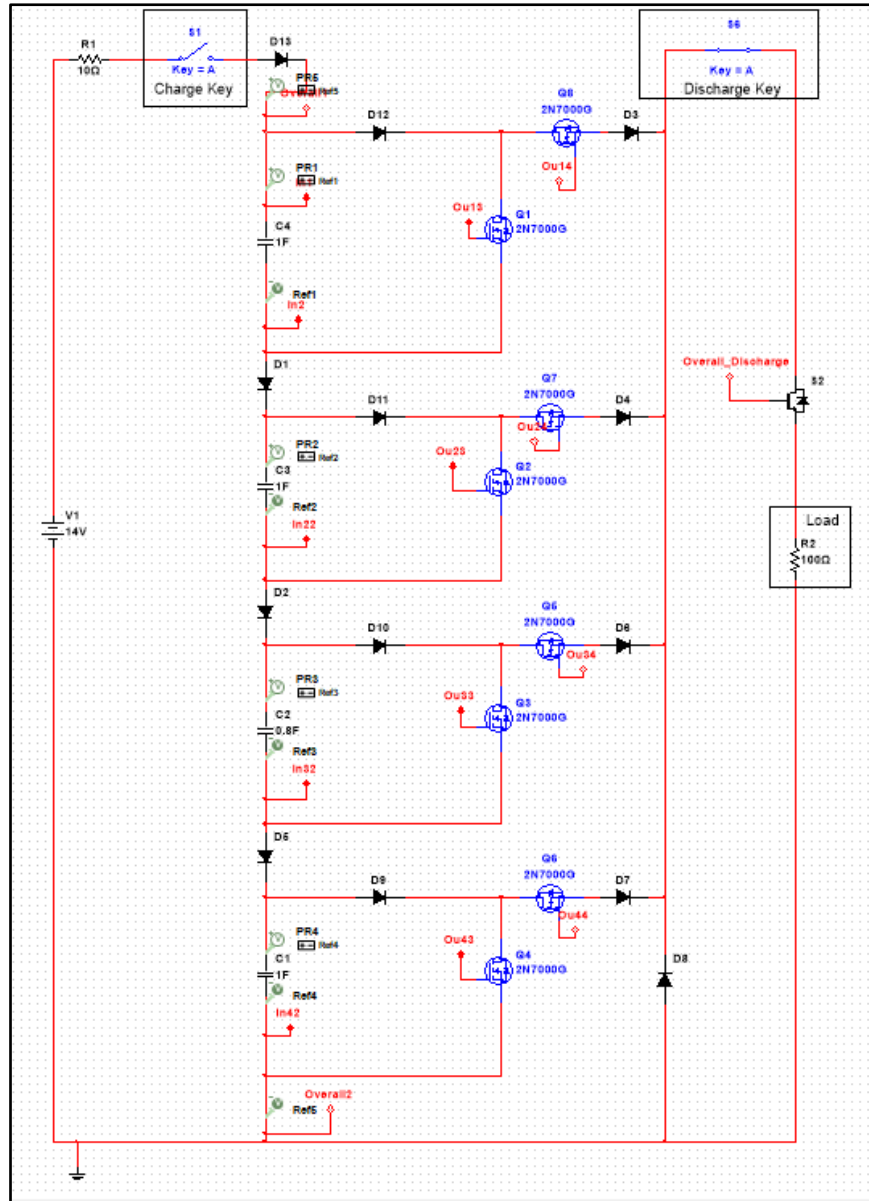 R1
10Ω
S1
Key = A
Charge Key
D13
PR5
Overall1
Ref5
S6
Key = A
Discharge Key
D12
Q8
2N7000G
D3
Ou14
PR1
Ref1
Ou13
Q1
2N7000G
C4
1F
Ref1
In2
D1
D11
Q7
2N7000G
D4
Overall_Discharge
S2
PR2
Ref2
Ou23
Q2
2N7000G
C3
1F
Ref2
In22
V1
14V
Load
R2
100Ω
D2
D10
Q5
2N7000G
D6
Ou34
PR3
Ref3
Ou33
Q3
2N7000G
C2
0.8F
Ref3
In32
D5
D9
Q6
2N7000G
D7
Ou44
PR4
Ref4
Ou43
Q4
2N7000G
C1
1F
Ref4
In42
D8
Overall2
Ref5